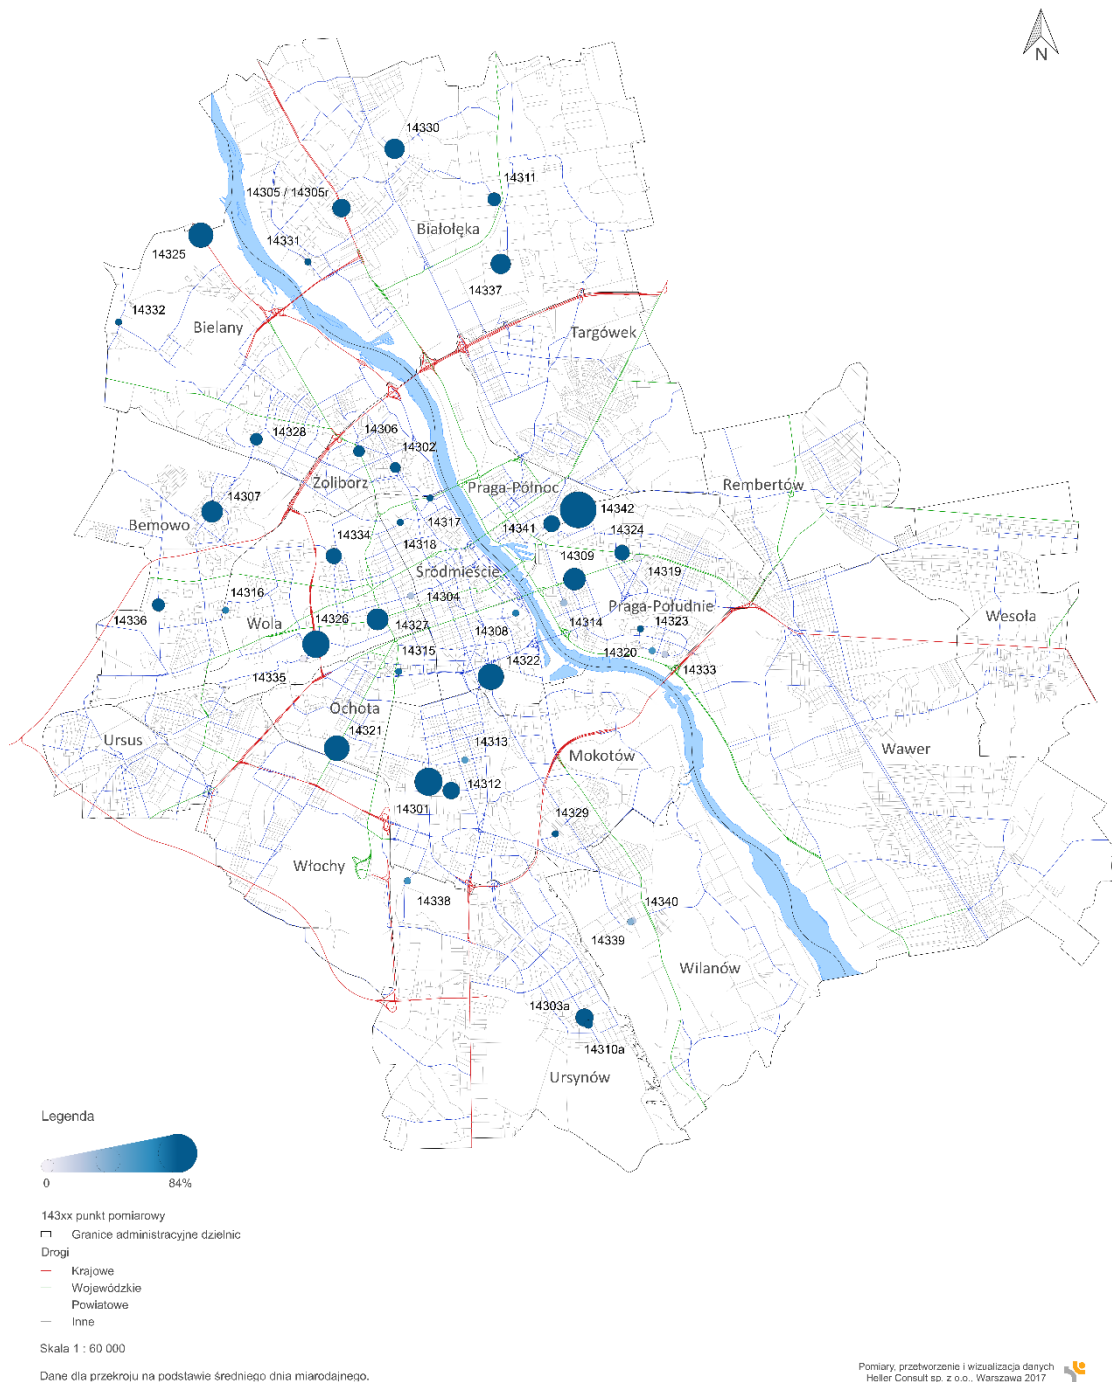 N
14330
14311
14305 / 14305r
Białołęka
14331
14325
14337
14332
Bielany
Targówek
14328
14306
14302
Żoliborz
Praga-Północ
Rembertów
14307
Bemowo
14317
14341
14342
14324
14318
14334
14309
Śródmieście
14319
14316
14304
Praga-Południe
14336
Wola
14326
14327
14308
14314
14323
Wesoła
14315
14322
14320
14333
14335
Ochota
14321
Ursus
14313
Mokotów
Wawer
14301
14312
14329
Włochy
14338
14340
14339
Wilanów
14303a
14310a
Ursynów
Legenda
0 84%
143xx punkt pomiarowy
Granice administracyjne dzielnic
Drogi
Krajowe
Wojewódzkie
Powiatowe
Inne
Skala 1 : 60 000
Dane dla przekroju na podstawie średniego dnia miarodajnego.
Pomiary, przetworzenie i wizualizacja danych
Heller Consult sp. z o.o., Warszawa 2017